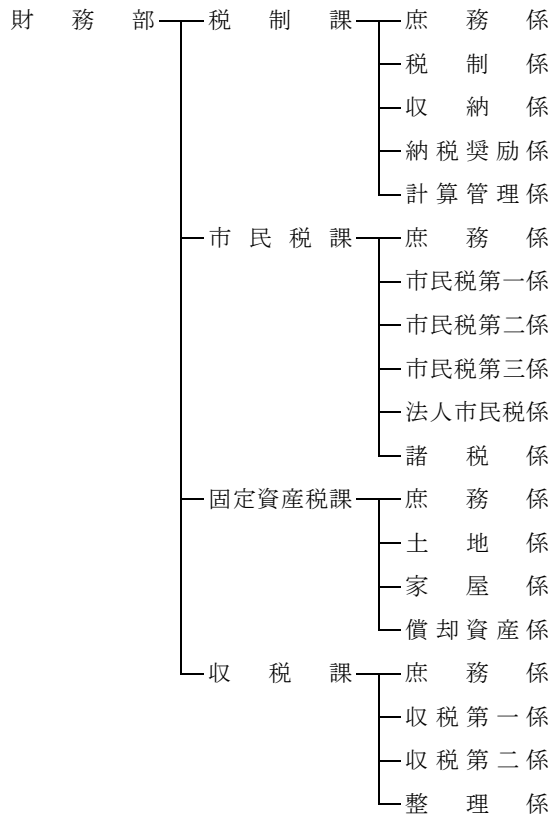 財務部 税制課 庶務係
税制係
収納係
納税奨励係
計算管理係
市民税課 庶務係
市民税第一係
市民税第二係
市民税第三係
法人市民税係
諸税係
固定資産税課 庶務係
土地係
家屋係
償却資産係
収税課 庶務係
収税第一係
収税第二係
整理係